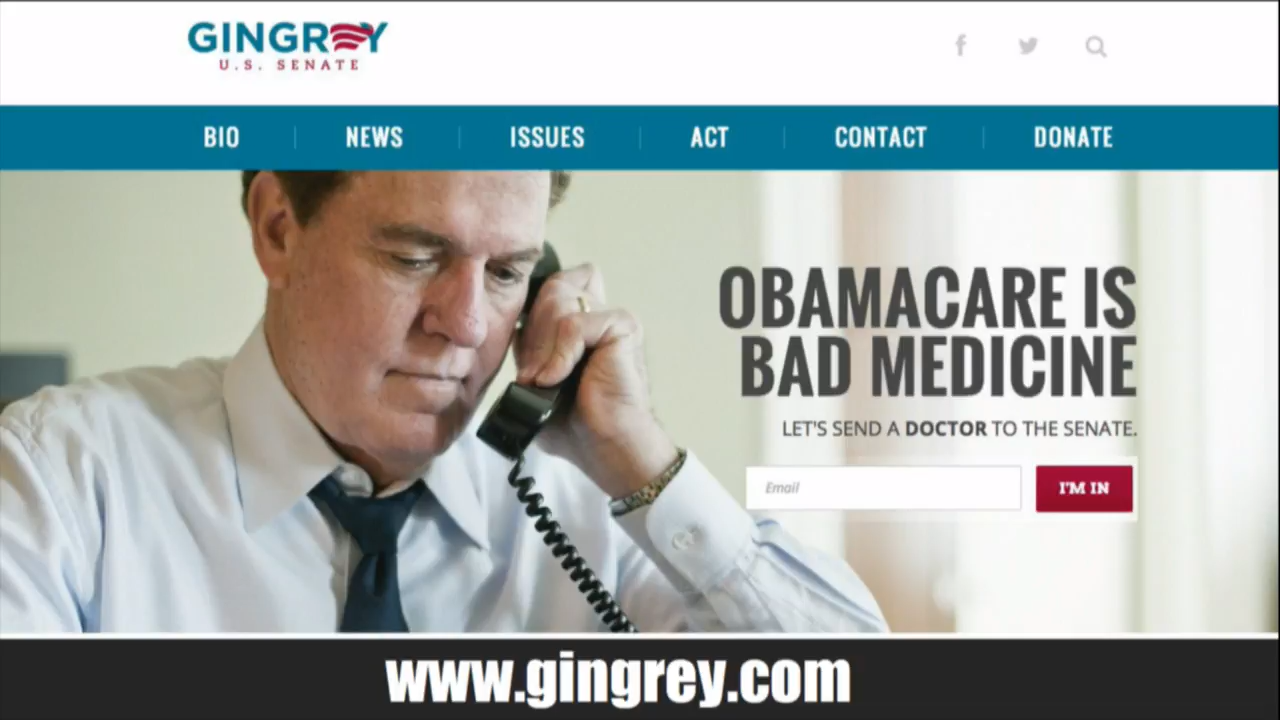 GINGREY
U.S. SENATE
BIO
NEWS
ISSUES
ACT
CONTACT
DONATE
OBAMACARE IS
BAD MEDICINE
LET'S SEND A DOCTOR TO THE SENATE.
Email
I'M IN
www.gingrey.com